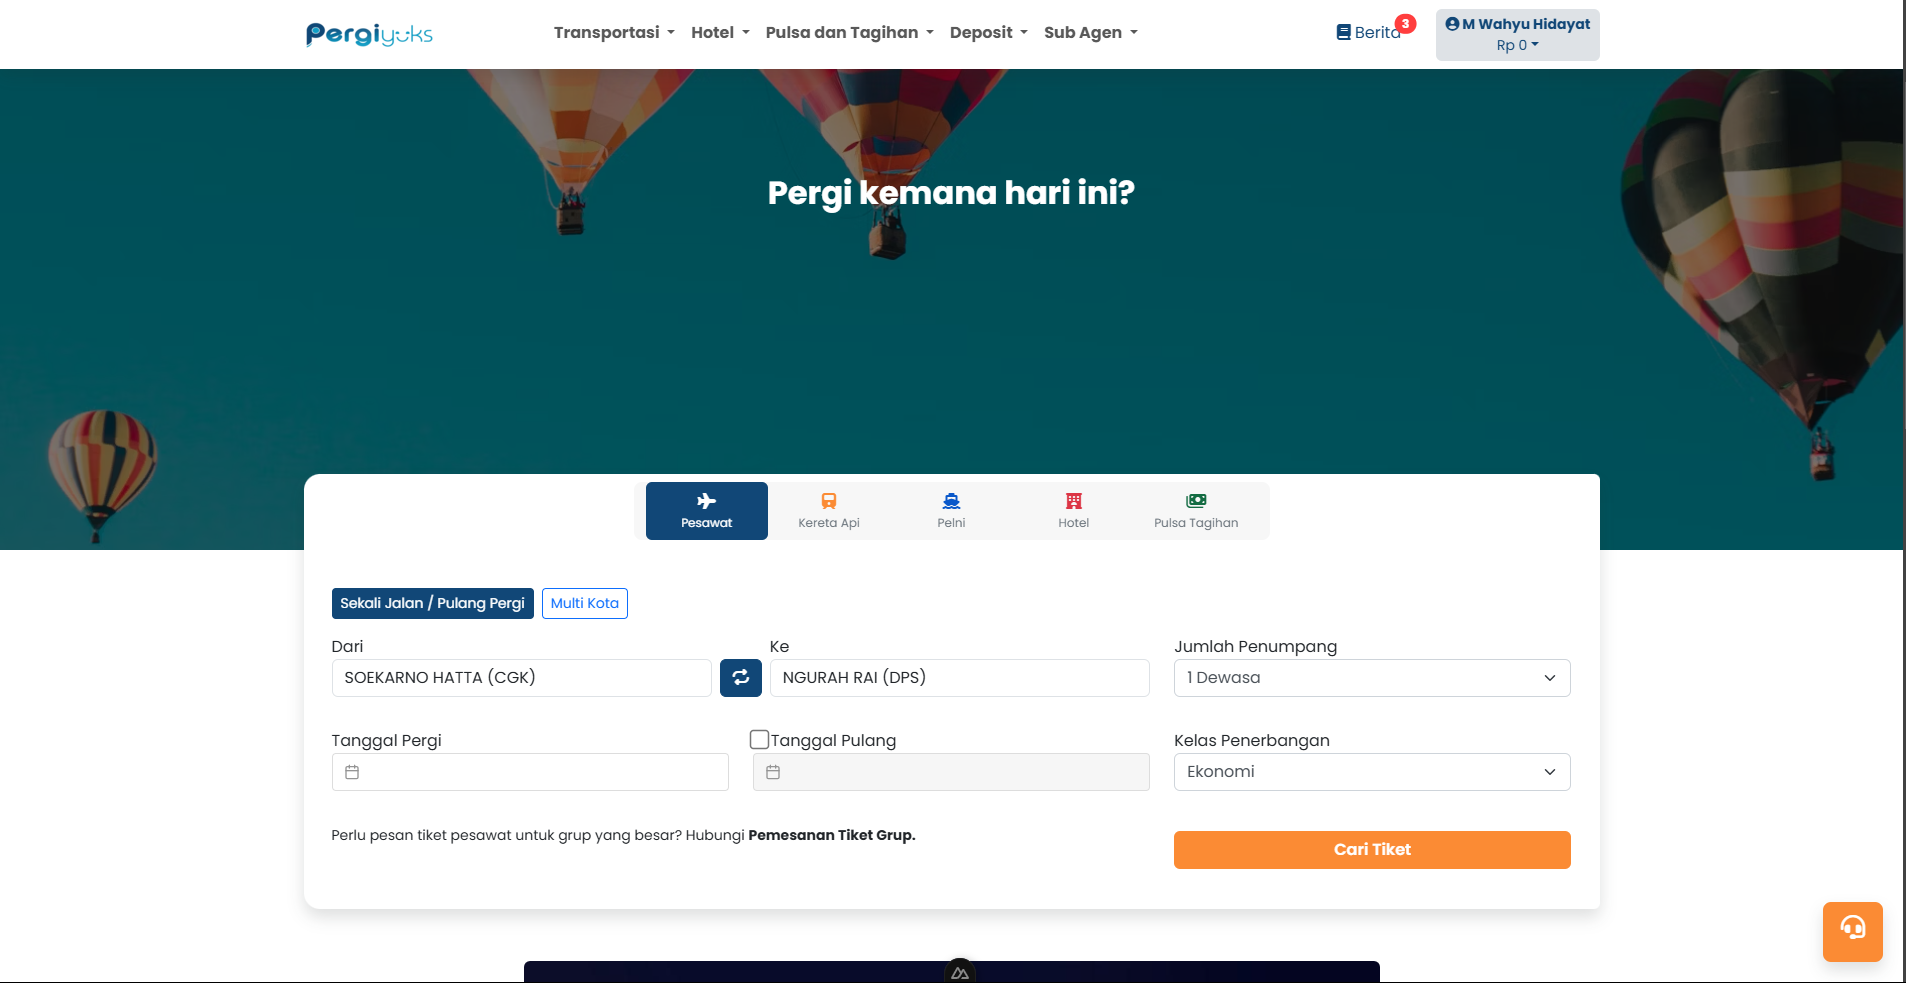 Pergiyuks
Transportasi
Hotel
Pulsa dan Tagihan
Deposit
Sub Agen
Berita
3
M Wahyu Hidayat
Rp 0
Pergi kemana hari ini?
Pesawat
Kereta Api
Pelni
Hotel
Pulsa Tagihan
Sekali Jalan / Pulang Pergi
Multi Kota
Dari
Ke
Jumlah Penumpang
SOEKARNO HATTA (CGK)
NGURAH RAI (DPS)
1 Dewasa
Tanggal Pergi
Tanggal Pulang
Kelas Penerbangan
Ekonomi
Perlu pesan tiket pesawat untuk grup yang besar? Hubungi Pemesanan Tiket Grup.
Cari Tiket